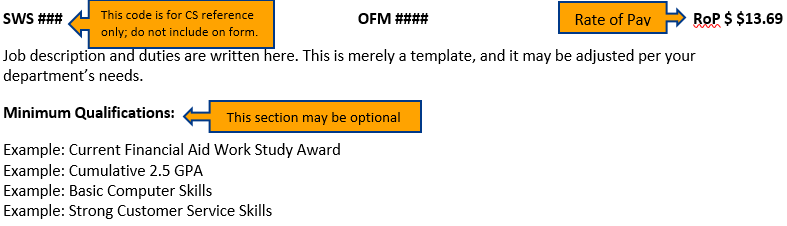 SWS ###
This code is for CS reference
only; do not include on form.
OFM ####
Rate of Pay
RoP $ $13.69
Job description and duties are written here. This is merely a template, and it may be adjusted per your
department's needs.
Minimum Qualifications:
This section may be optional
Example: Current Financial Aid Work Study Award
Example: Cumulative 2.5 GPA
Example: Basic Computer Skills
Example: Strong Customer Service Skills